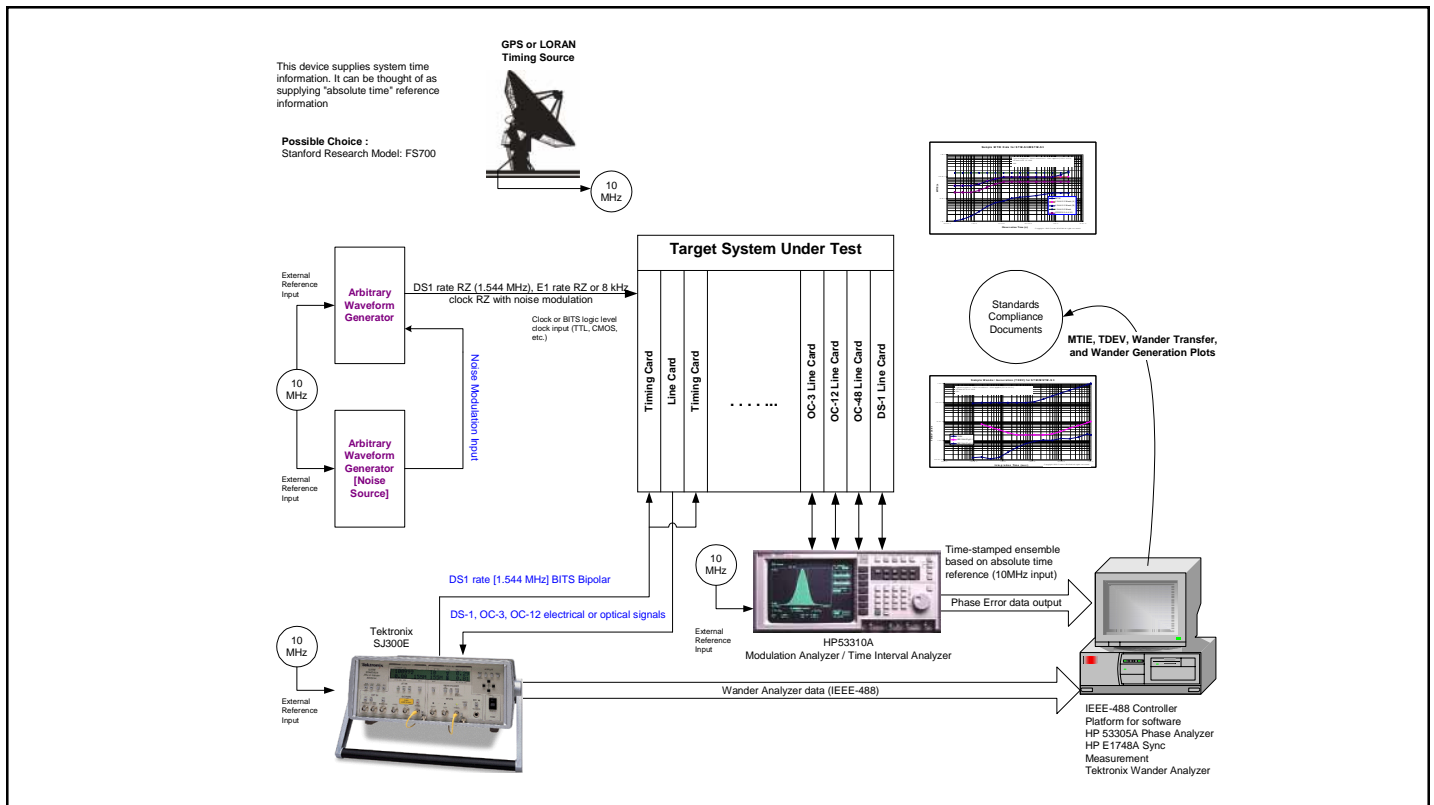 GPS or LORAN
Timing Source
This device supplies system time
information. It can be thought of as
supplying "absolute time" reference
information
Possible Choice :
Stanford Research Model: FS700
10
MHz
Target System Under Test
External
Reference
Input
Arbitrary
Waveform
Generator
DS1 rate RZ (1.544 MHz), E1 rate RZ or 8 kHz
clock RZ with noise modulation
Clock or BITS logic level
clock input (TTL, CMOS,
etc.)
Timing Card
Line Card
Timing Card
. . . . ...
OC-3 Line Card
OC-12 Line Card
OC-48 Line Card
DS-1 Line Card
Standards
Compliance
Documents
MTIE, TDEV, Wander Transfer,
and Wander Generation Plots
10
MHz
Noise Modulation Input
Arbitrary
Waveform
Generator
[Noise
Source]
External
Reference
Input
10
MHz
External
Reference
Input
Time-stamped ensemble
based on absolute time
reference (10MHz input)
Phase Error data output
HP53310A
Modulation Analyzer / Time Interval Analyzer
DS1 rate [1.544 MHz] BITS Bipolar
DS-1, OC-3, OC-12 electrical or optical signals
Tektronix
SJ300E
10
MHz
External
Reference
Input
Wander Analyzer data (IEEE-488)
IEEE-488 Controller
Platform for software
HP 53305A Phase Analyzer
HP E1748A Sync
Measurement
Tektronix Wander Analyzer